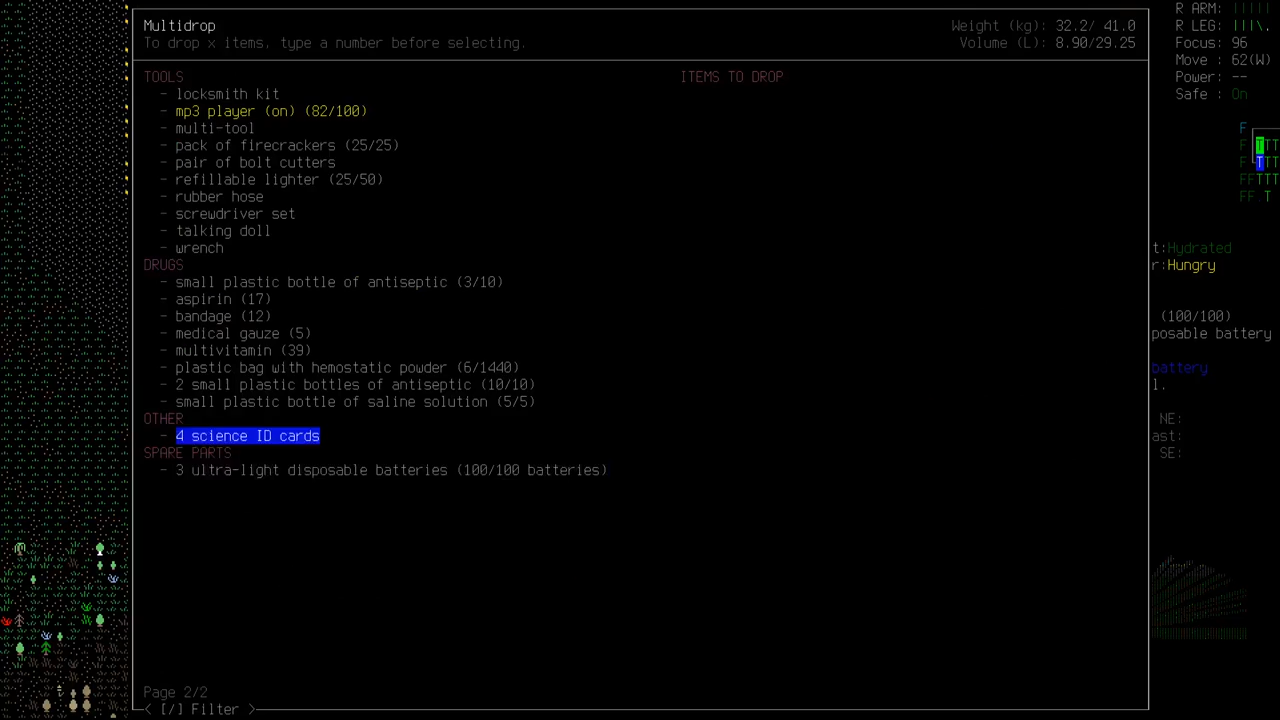 Multidrop
Weight (kg): 32.2/ 41.0
To drop x items, type a number before selecting.
Volume (L): 8.90/29.25
TOOLS
ITEMS TO DROP
- locksmith kit
- mp3 player (on) (82/100)
- multi-tool
- pack of firecrackers (25/25)
- pair of bolt cutters
- refillable lighter (25/50)
- rubber hose
- screwdriver set
- talking doll
- wrench
DRUGS
- small plastic bottle of antiseptic (3/10)
- aspirin (17)
- bandage (12)
- medical gauze (5)
- multivitamin (39)
- plastic bag with hemostatic powder (6/1440)
- 2 small plastic bottles of antiseptic (10/10)
- small plastic bottle of saline solution (5/5)
OTHER
- 4 science ID cards
SPARE PARTS
- 3 ultra-light disposable batteries (100/100 batteries)
Page 2/2
< [/] Filter >
R ARM: |||||
R LEG: |||\.
Focus: 96
Move : 62(W)
Power: --
Safe : On
F
F TTT
F TTT
FFTTT
FF T
t:Hydrated
r:Hungry
(100/100)
posable battery
battery
l.
NE:
ast:
SE: